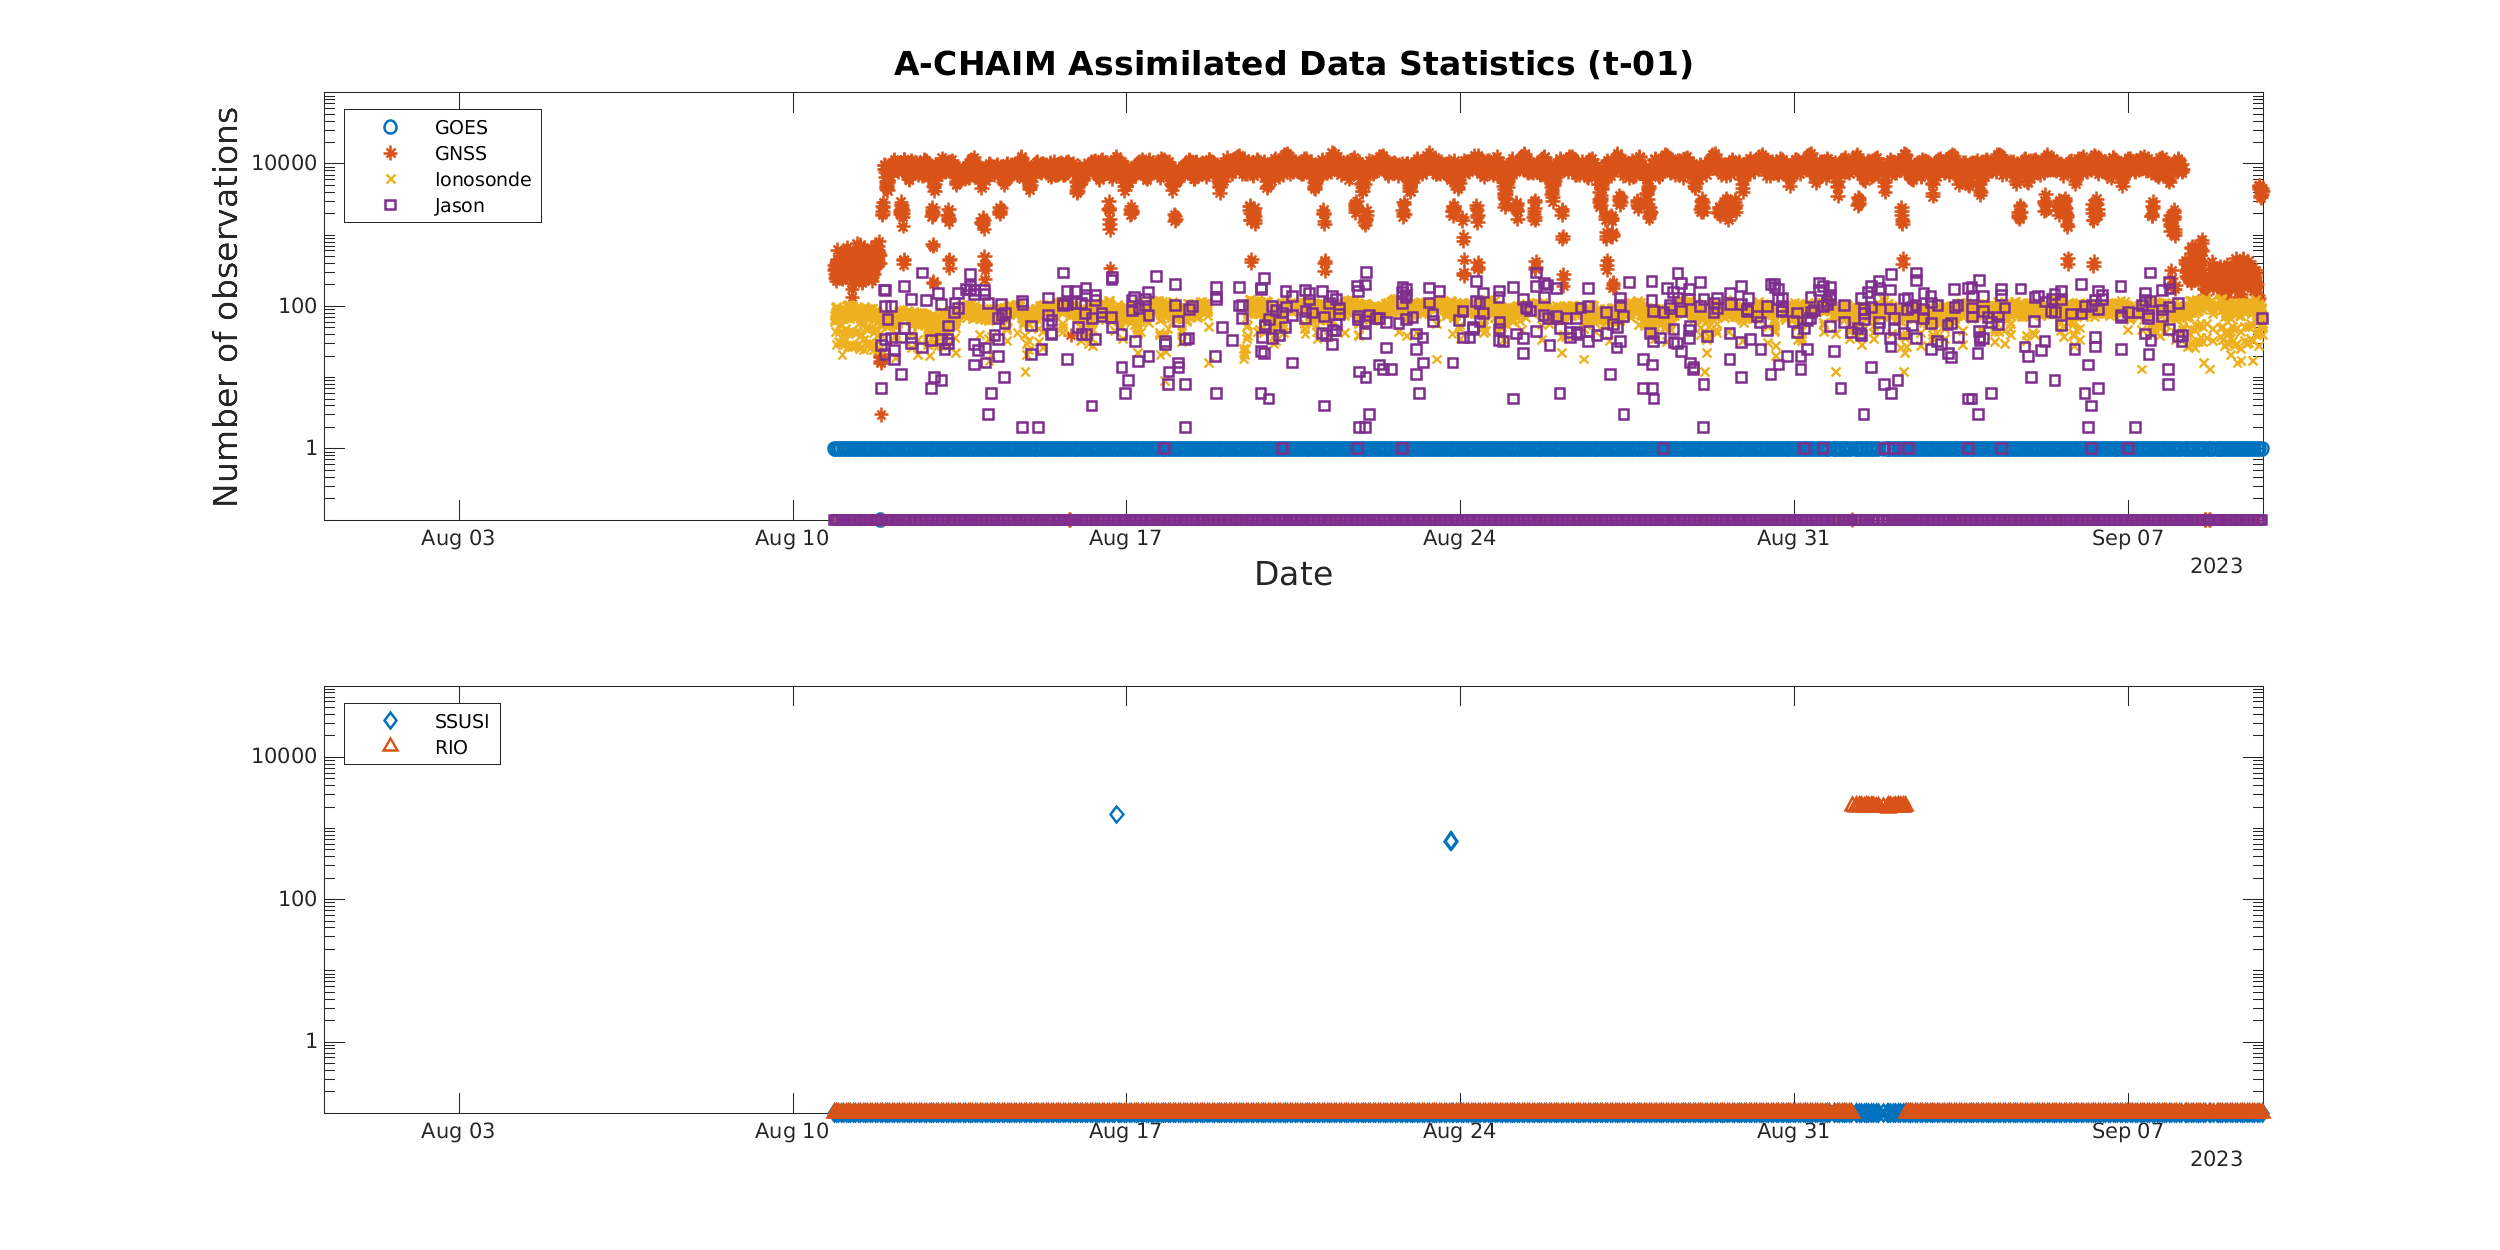 A-CHAIM Assimilated Data Statistics (t-01)
Number of observations
10000
100
1
GOES
GNSS
Ionosonde
Jason
Aug 03 Aug 10 Aug 17 Aug 24 Aug 31 Sep 07
2023
Date
10000
100
1
SSUSI
RIO
Aug 03 Aug 10 Aug 17 Aug 24 Aug 31 Sep 07
2023